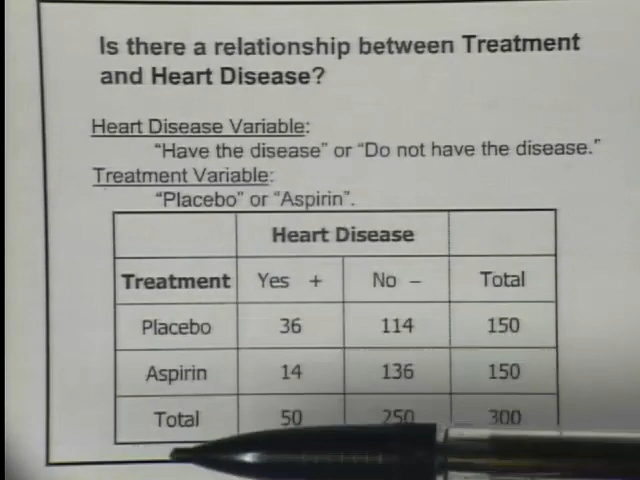 Is there a relationship between Treatment
and Heart Disease?
Heart Disease Variable:
"Have the disease" or "Do not have the disease."
Treatment Variable:
"Placebo" or "Aspirin".
Heart Disease
Treatment Yes + No – Total
Placebo 36 114 150
Aspirin 14 136 150
Total 50 250 300